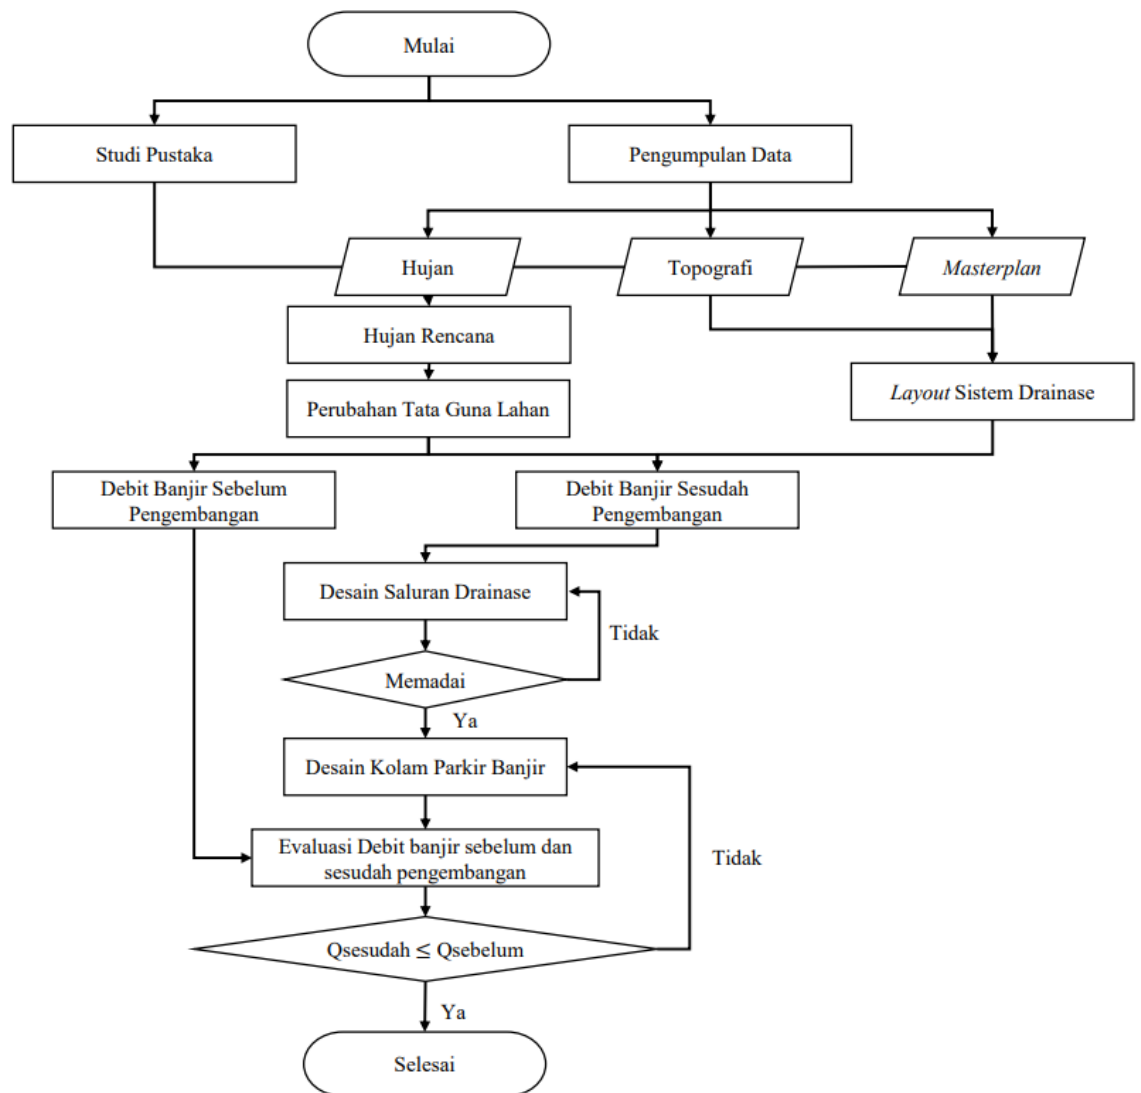 Mulai
Studi Pustaka
Pengumpulan Data
Hujan
Topografi
Masterplan
Hujan Rencana
Layout Sistem Drainase
Perubahan Tata Guna Lahan
Debit Banjir Sebelum
Pengembangan
Debit Banjir Sesudah
Pengembangan
Desain Saluran Drainase
Tidak
Memadai
Ya
Desain Kolam Parkir Banjir
Evaluasi Debit banjir sebelum dan
sesudah pengembangan
Tidak
Qsesudah ≤ Qsebelum
Ya
Selesai